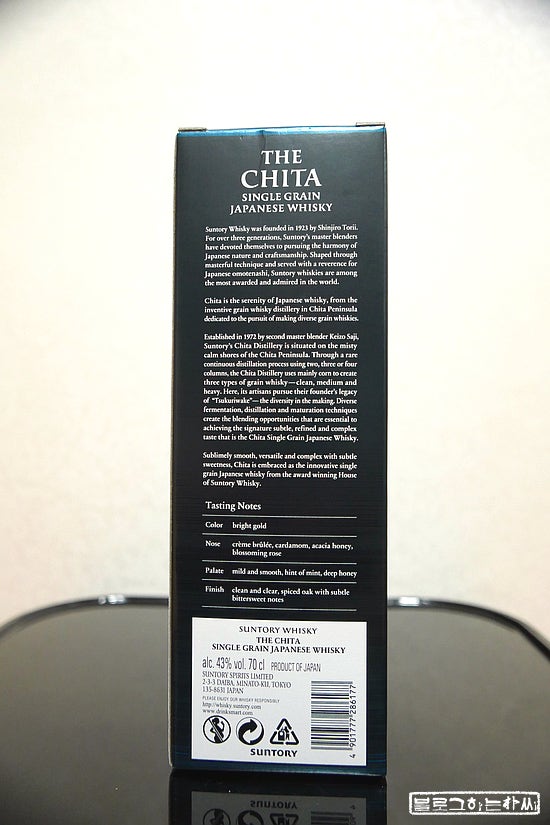 THE
CHITA
SINGLE GRAIN
JAPANESE WHISKY
Suntory Whisky was founded in 1923 by Shinjiro Torii.
For over three generations, Suntory's master blenders
have devoted themselves to pursuing the harmony of
Japanese nature and craftsmanship. Shaped through
masterful technique and served with a reverence for
Japanese omotenashi, Suntory whiskies are among
the most awarded and admired in the world.
Chita is the serenity of Japanese whisky, from the
inventive grain whisky distillery in Chita Peninsula
dedicated to the pursuit of making diverse grain whiskies.
Established in 1972 by second master blender Keizo Saji,
Suntory's Chita Distillery is situated on the misty
calm shores of the Chita Peninsula. Through a rare
continuous distillation process using two, three or four
columns, the Chita Distillery uses mainly corn to create
three types of grain whisky—clean, medium and
heavy. Here, its artisans pursue their founder's legacy
of "Tsukuriwake"—the diversity in the making. Diverse
fermentation, distillation and maturation techniques
create the blending opportunities that are essential to
achieving the signature subtle, refined and complex
taste that is the Chita Single Grain Japanese Whisky.
Sublimely smooth, versatile and complex with subtle
sweetness, Chita is embraced as the innovative single
grain Japanese whisky from the award winning House
of Suntory Whisky.
Tasting Notes
Color bright gold
Nose crème brûlée, cardamom, acacia honey,
blossoming rose
Palate mild and smooth, hint of mint, deep honey
Finish clean and clear, spiced oak with subtle
bittersweet notes
SUNTORY WHISKY
THE CHITA
SINGLE GRAIN JAPANESE WHISKY
alc. 43% vol. 70 cl PRODUCT OF JAPAN
SUNTORY SPIRITS LIMITED
2-3-3 DAIBA, MINATO-KU, TOKYO
135-8631 JAPAN
PLEASE ENJOY OUR WHISKY RESPONSIBLY
http://whisky.suntory.com
www.drinksmart.com
4 901777 286177
SUNTORY
블로그하는박씨